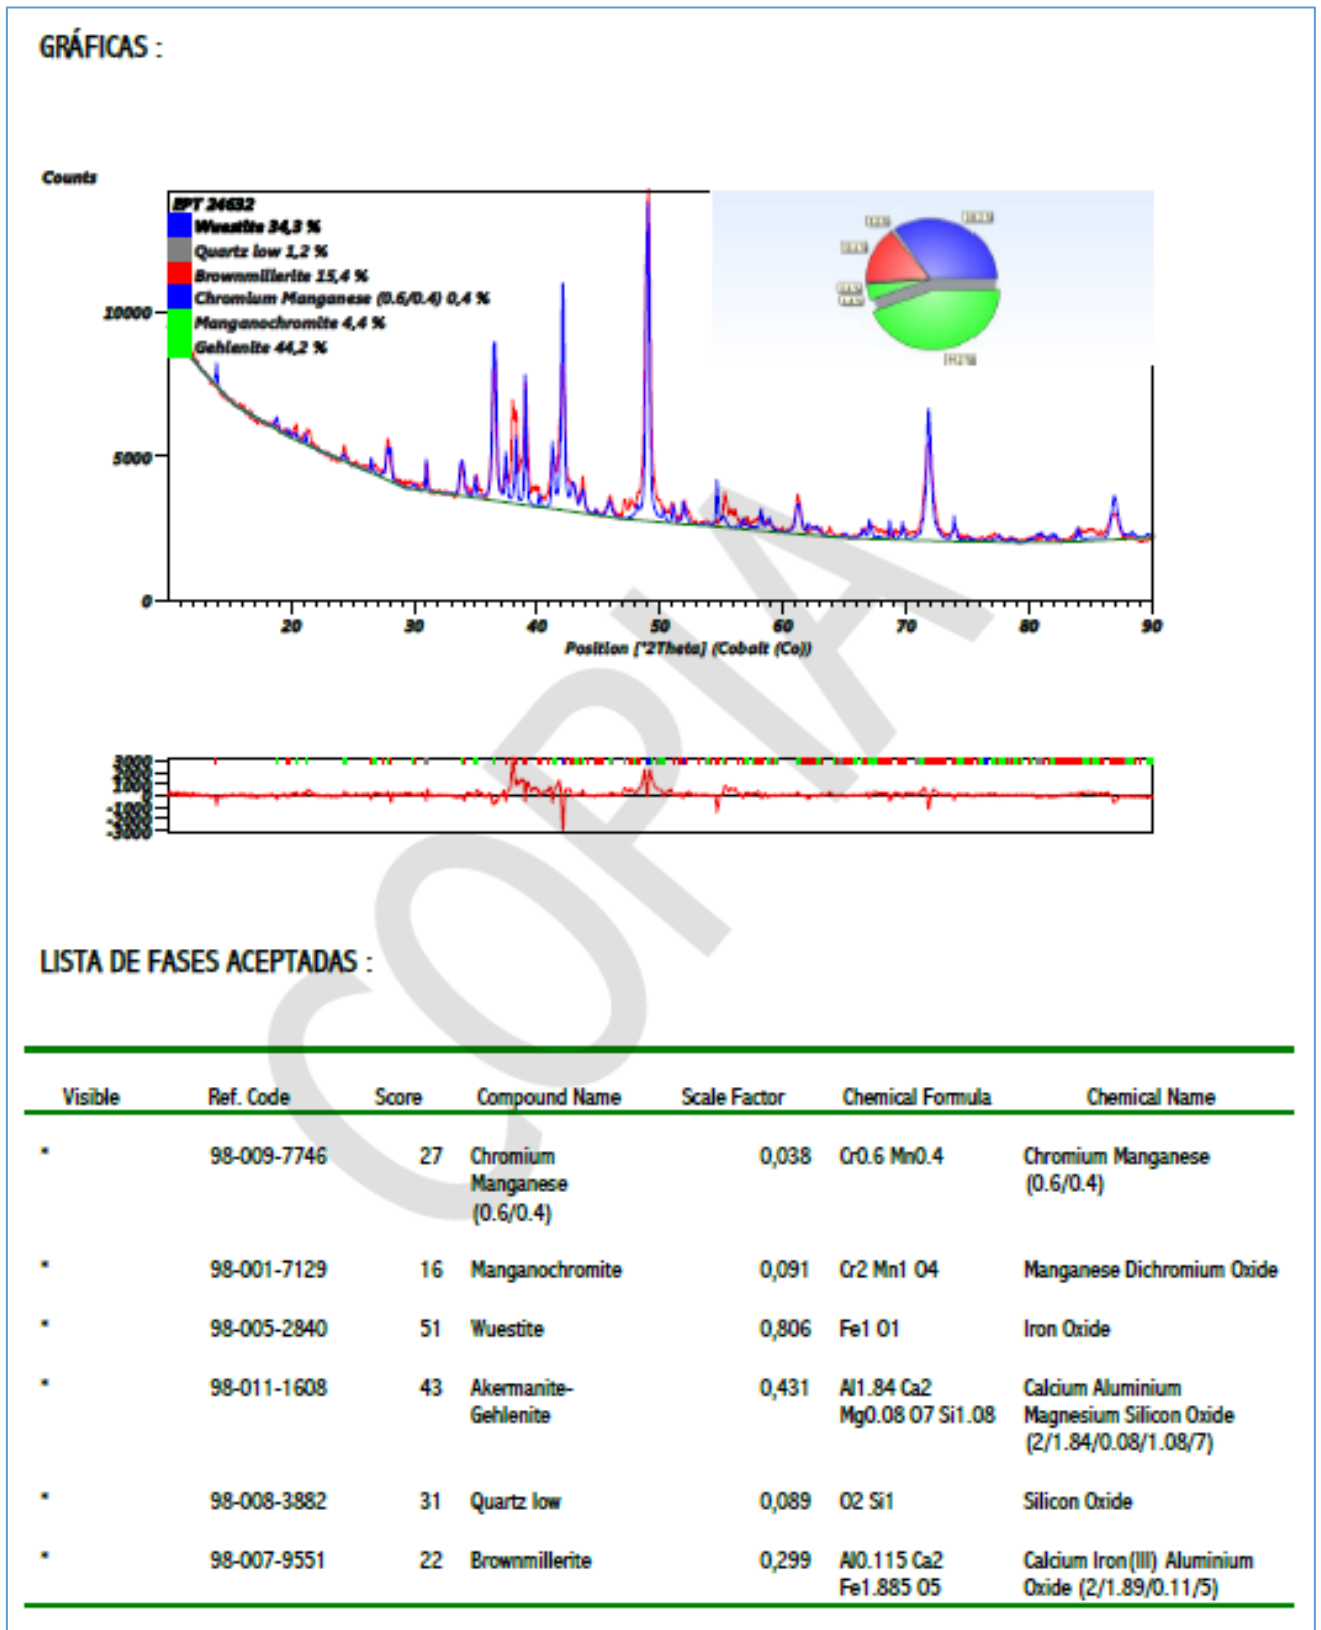 GRÁFICAS :
Counts
EPT 24632
Wuestite 34,3 %
Quartz low 1,2 %
Brownmillerite 15,4 %
Chromium Manganese (0.6/0.4) 0,4 %
Manganochromite 4,4 %
Gehlenite 44,2 %
10000
5000
0
20 30 40 50 60 70 80 90
Position [°2Theta] (Cobalt (Co))
3000
2000
1000
0
-1000
-2000
-3000
COPIA
LISTA DE FASES ACEPTADAS :
Visible Ref. Code Score Compound Name Scale Factor Chemical Formula Chemical Name
* 98-009-7746 27 Chromium 0,038 Cr0.6 Mn0.4 Chromium Manganese
Manganese (0.6/0.4)
(0.6/0.4)
* 98-001-7129 16 Manganochromite 0,091 Cr2 Mn1 O4 Manganese Dichromium Oxide
* 98-005-2840 51 Wuestite 0,806 Fe1 O1 Iron Oxide
* 98-011-1608 43 Akermanite- 0,431 Al1.84 Ca2 Calcium Aluminium
Gehlenite Mg0.08 O7 Si1.08 Magnesium Silicon Oxide
(2/1.84/0.08/1.08/7)
* 98-008-3882 31 Quartz low 0,089 O2 Si1 Silicon Oxide
* 98-007-9551 22 Brownmillerite 0,299 Al0.115 Ca2 Calcium Iron(III) Aluminium
Fe1.885 O5 Oxide (2/1.89/0.11/5)